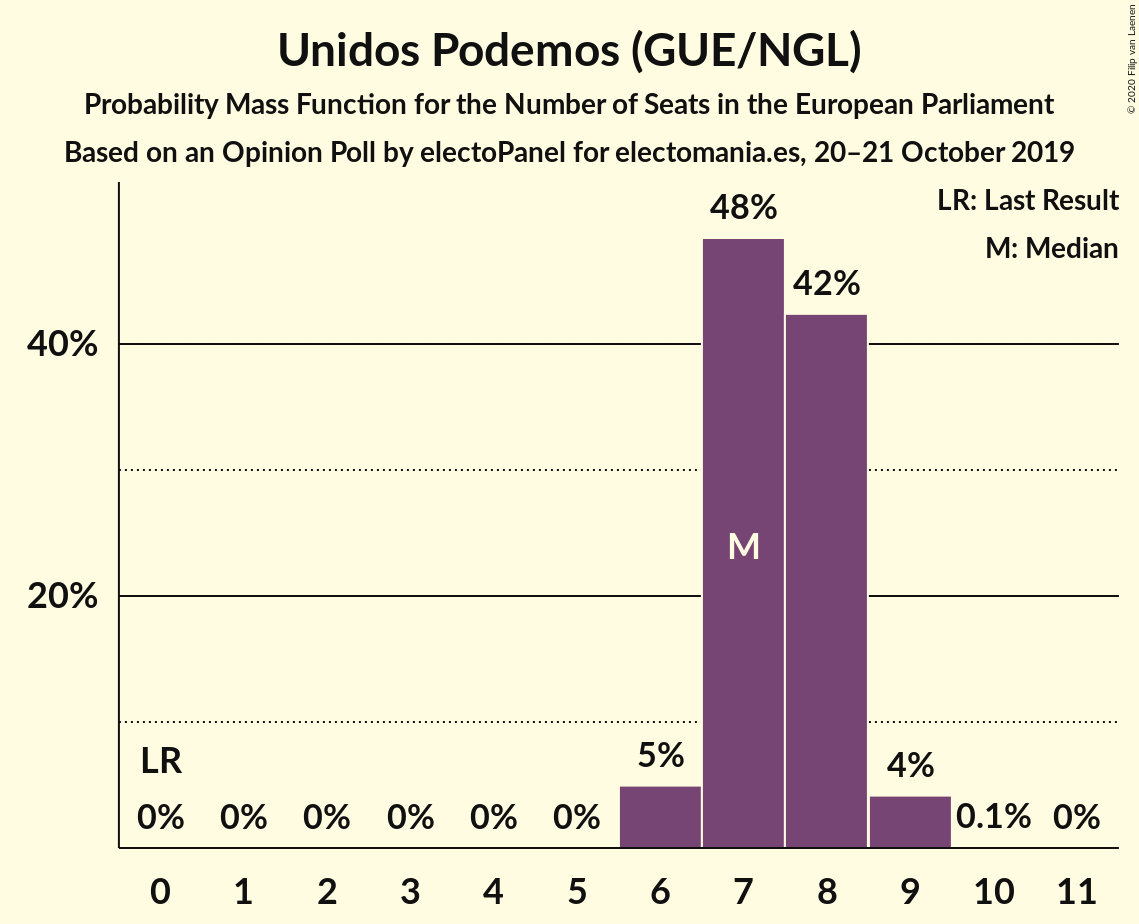 Unidos Podemos (GUE/NGL)
Probability Mass Function for the Number of Seats in the European Parliament
Based on an Opinion Poll by electoPanel for electomania.es, 20–21 October 2019
© 2020 Filip van Laenen
LR: Last Result
M: Median
48%
42%
40%
M
20%
LR
5%
4%
0% 0% 0% 0% 0% 0% 0.1% 0%
0 1 2 3 4 5 6 7 8 9 10 11